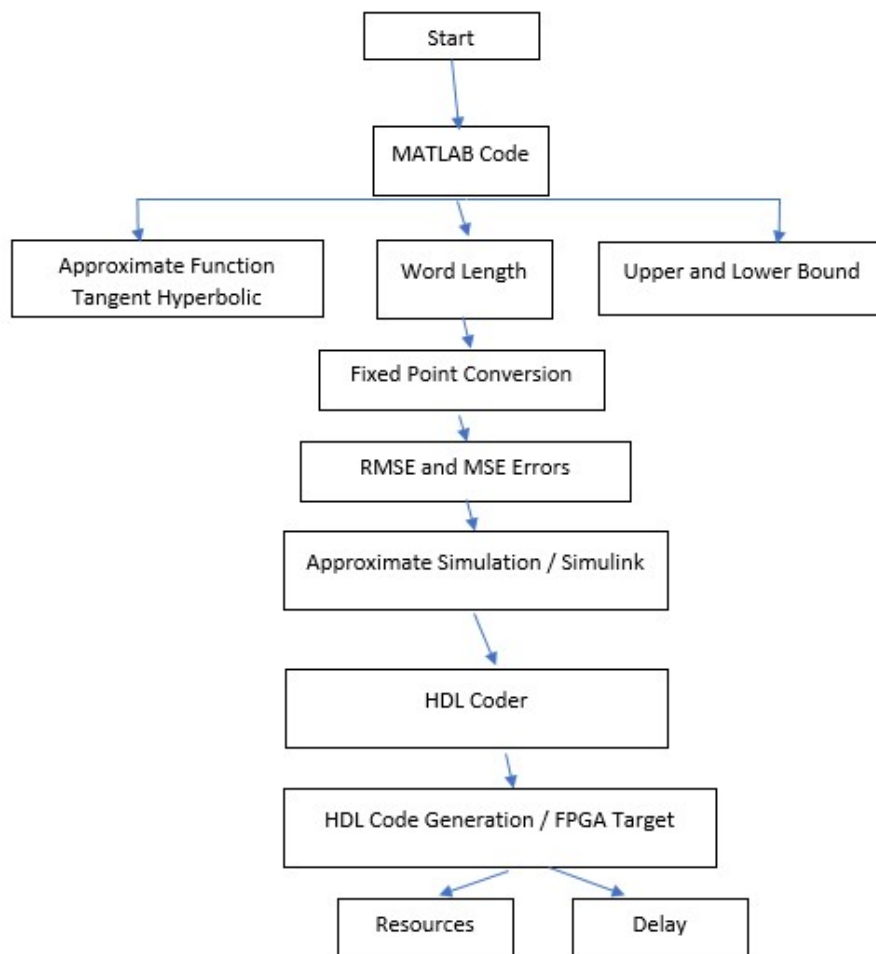 Start
MATLAB Code
Approximate Function
Tangent Hyperbolic
Word Length
Upper and Lower Bound
Fixed Point Conversion
RMSE and MSE Errors
Approximate Simulation / Simulink
HDL Coder
HDL Code Generation / FPGA Target
Resources
Delay